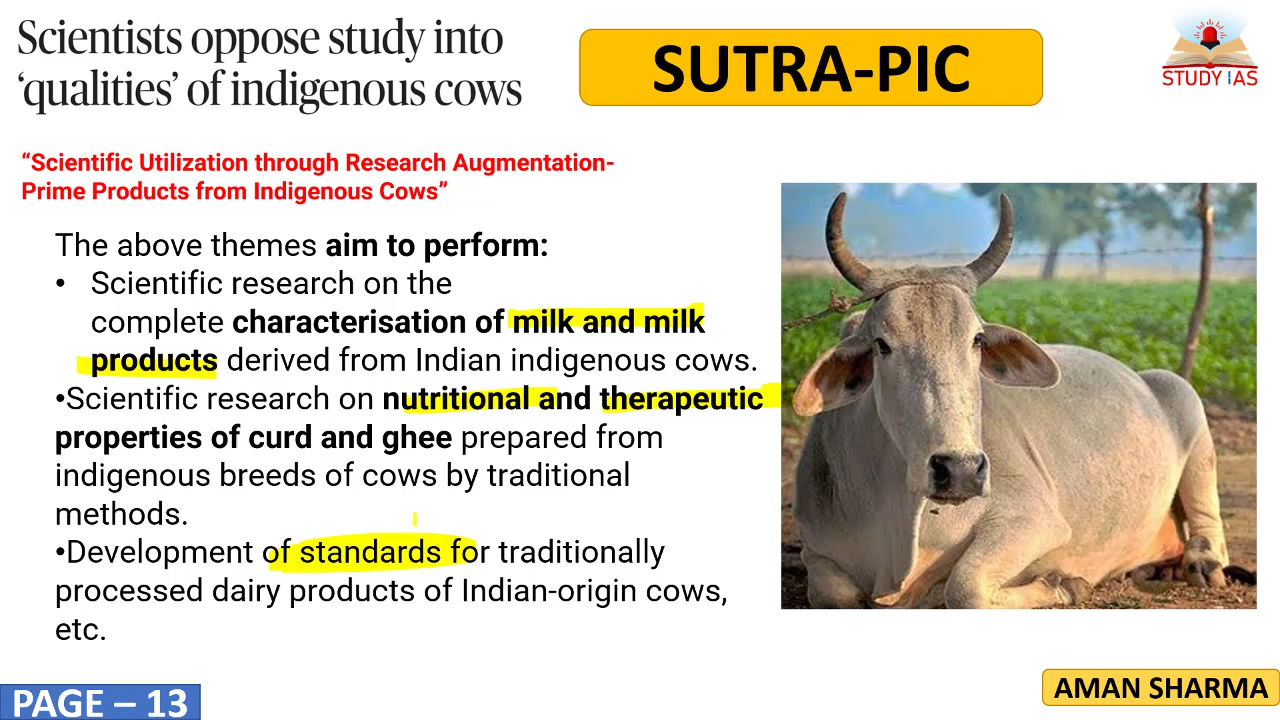 Scientists oppose study into
‘qualities’ of indigenous cows
SUTRA-PIC
STUDY IAS
“Scientific Utilization through Research Augmentation-
Prime Products from Indigenous Cows”
The above themes aim to perform:
• Scientific research on the
complete characterisation of milk and milk
products derived from Indian indigenous cows.
•Scientific research on nutritional and therapeutic
properties of curd and ghee prepared from
indigenous breeds of cows by traditional
methods.
•Development of standards for traditionally
processed dairy products of Indian-origin cows,
etc.
PAGE – 13
AMAN SHARMA